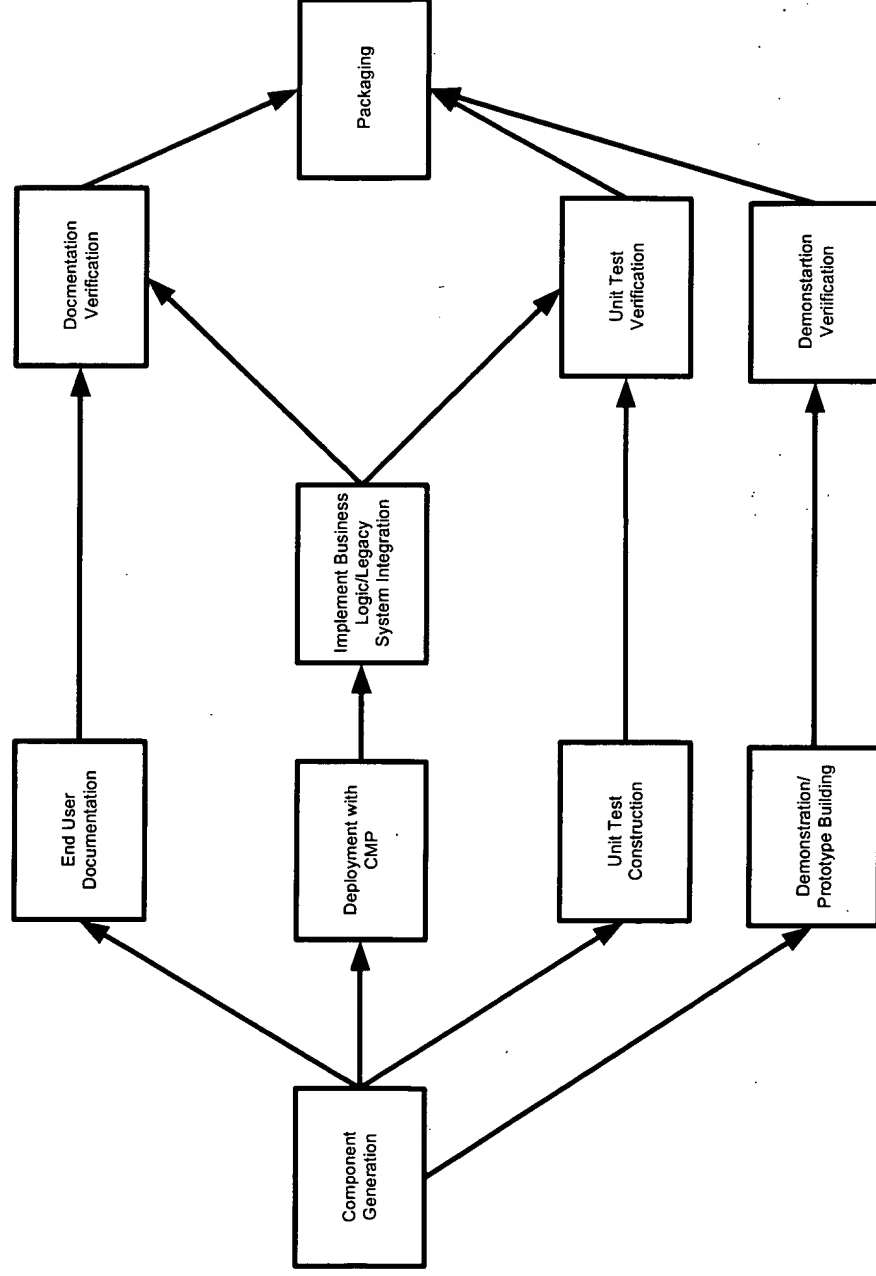 End User
Documentation
Docmentation
Verification
Component
Generation
Deployment with
CMP
Implement Business
Logic/Legacy
System Integration
Packaging
Unit Test
Construction
Unit Test
Verification
Demonstration/
Prototype Building
Demonstartion
Veriification